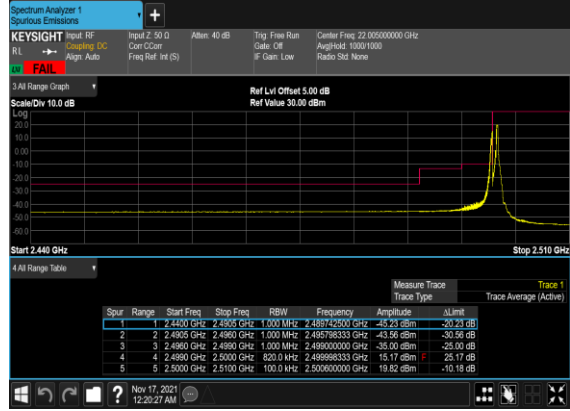 Spectrum Analyzer 1
Spurious Emissions
+
KEYSIGHT Input: RF Input Z: 50 Ω Atten: 40 dB Trig: Free Run Center Freq: 22.005000000 GHz
RL Coupling: DC Corr CCorr Gate: Off Avg|Hold: 1000/1000
Align: Auto Freq Ref: Int (S) IF Gain: Low Radio Std: None
LV FAIL
3 All Range Graph
Ref Lvl Offset 5.00 dB
Scale/Div 10.0 dB Ref Value 30.00 dBm
Log
20.0
10.0
0.00
-10.0
-20.0
-30.0
-40.0
-50.0
-60.0
Start 2.440 GHz Stop 2.510 GHz
4 All Range Table
Measure Trace Trace 1
Trace Type Trace Average (Active)
Spur Range Start Freq Stop Freq RBW Frequency Amplitude ΔLimit
1 1 2.4400 GHz 2.4905 GHz 1.000 MHz 2.489742500 GHz -45.23 dBm -20.23 dB
2 2 2.4905 GHz 2.4960 GHz 1.000 MHz 2.495798333 GHz -43.56 dBm -30.56 dB
3 3 2.4960 GHz 2.4990 GHz 1.000 MHz 2.499000000 GHz -35.00 dBm -25.00 dB
4 4 2.4990 GHz 2.5000 GHz 820.0 kHz 2.499998333 GHz 15.17 dBm F 25.17 dB
5 5 2.5000 GHz 2.5100 GHz 100.0 kHz 2.500600000 GHz 19.82 dBm -10.18 dB
? Nov 17, 2021
12:20:27 AM